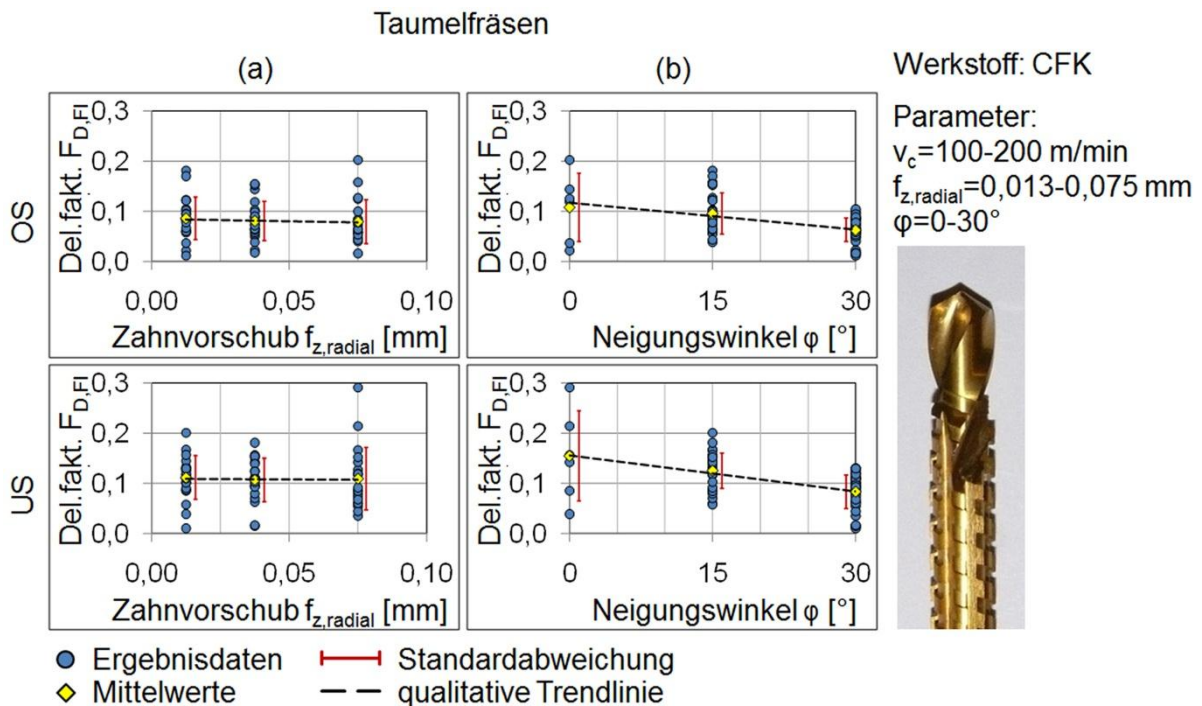 Taumelfräsen
(a)
(b)
OS
Del.fakt. F_D,FI
0,3
0,2
0,1
0,0
0,00 0,05 0,10
Zahnvorschub f_z,radial [mm]
Del.fakt. F_D,FI
0,3
0,2
0,1
0,0
0 15 30
Neigungswinkel φ [°]
US
Del.fakt. F_D,FI
0,3
0,2
0,1
0,0
0,00 0,05 0,10
Zahnvorschub f_z,radial [mm]
Del.fakt. F_D,FI
0,3
0,2
0,1
0,0
0 15 30
Neigungswinkel φ [°]
Werkstoff: CFK
Parameter:
v_c=100-200 m/min
f_z,radial=0,013-0,075 mm
φ=0-30°
Ergebnisdaten
Standardabweichung
Mittelwerte
qualitative Trendlinie